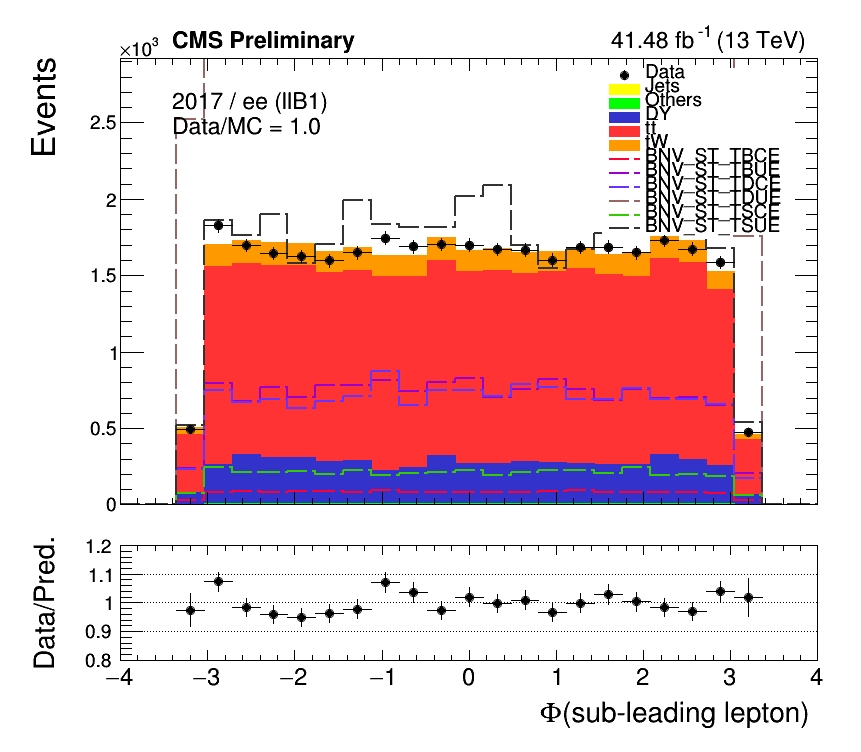 ×10³ CMS Preliminary 41.48 fb⁻¹ (13 TeV)
Events
2017 / ee (IIB1)
Data/MC = 1.0
Data
Jets
Others
DY
tt
tW
BNV_ST_TBCE
BNV_ST_TBUE
BNV_ST_TDCE
BNV_ST_TDUE
BNV_ST_TSCE
BNV_ST_TSUE
2.5
2
1.5
1
0.5
0
Data/Pred.
1.2
1.1
1
0.9
0.8
−4 −3 −2 −1 0 1 2 3 4
Φ(sub-leading lepton)